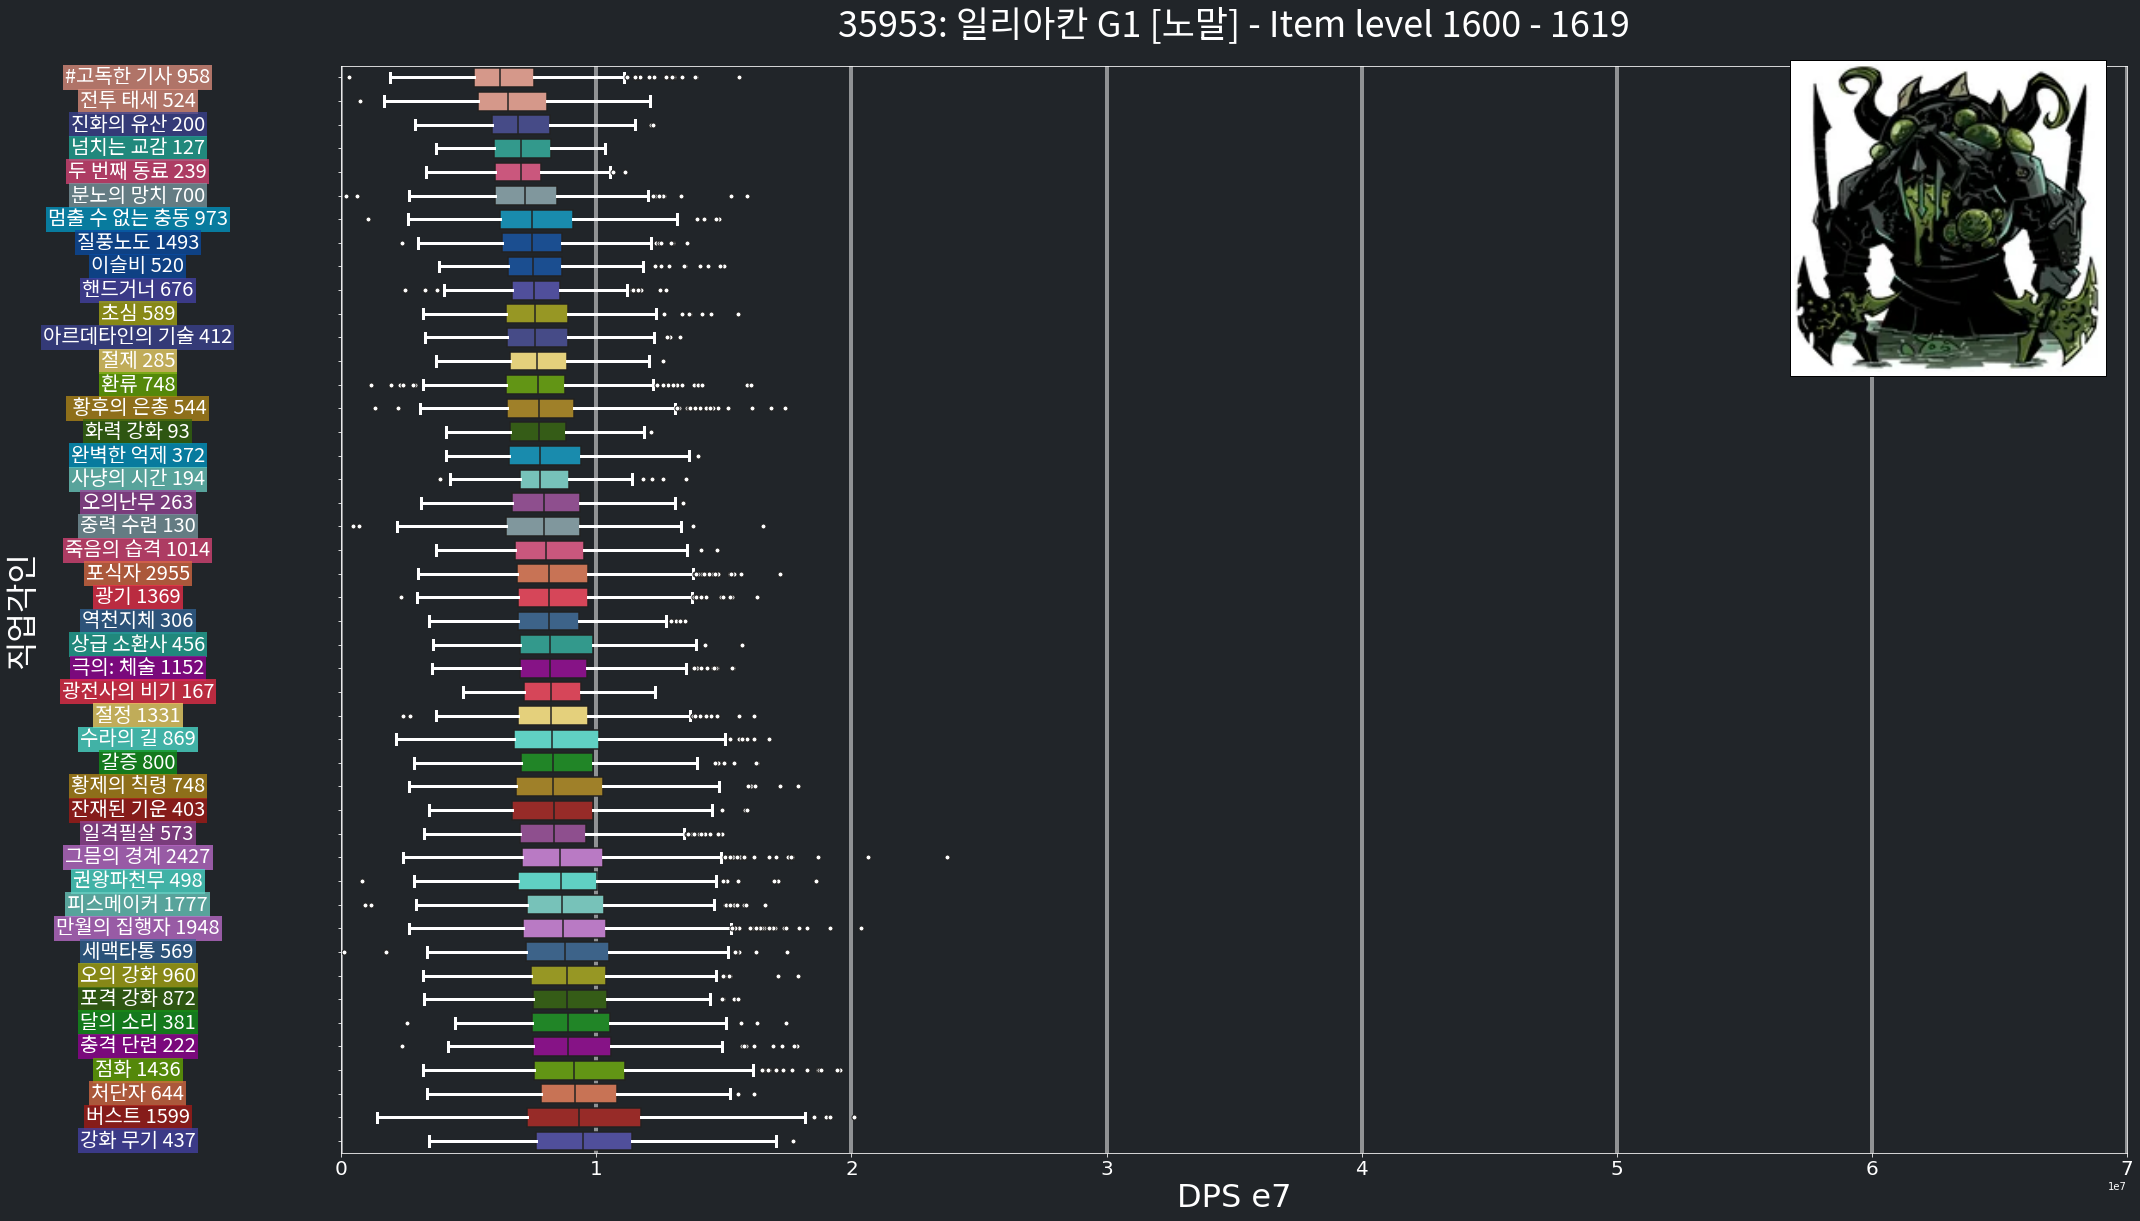 35953: 일리아칸 G1 [노말] - Item level 1600 - 1619
#고독한 기사 958
전투 태세 524
진화의 유산 200
넘치는 교감 127
두 번째 동료 239
분노의 망치 700
멈출 수 없는 충동 973
질풍노도 1493
이슬비 520
핸드거너 676
초심 589
아르데타인의 기술 412
절제 285
환류 748
황후의 은총 544
화력 강화 93
완벽한 억제 372
사냥의 시간 194
오의난무 263
중력 수련 130
죽음의 습격 1014
포식자 2955
광기 1369
역천지체 306
상급 소환사 456
극의: 체술 1152
광전사의 비기 167
절정 1331
수라의 길 869
갈증 800
황제의 칙령 748
잔재된 기운 403
일격필살 573
그믐의 경계 2427
권왕파천무 498
피스메이커 1777
만월의 집행자 1948
세맥타통 569
오의 강화 960
포격 강화 872
달의 소리 381
충격 단련 222
점화 1436
처단자 644
버스트 1599
강화 무기 437
직업각인
0 1 2 3 4 5 6 7
DPS e7
1e7